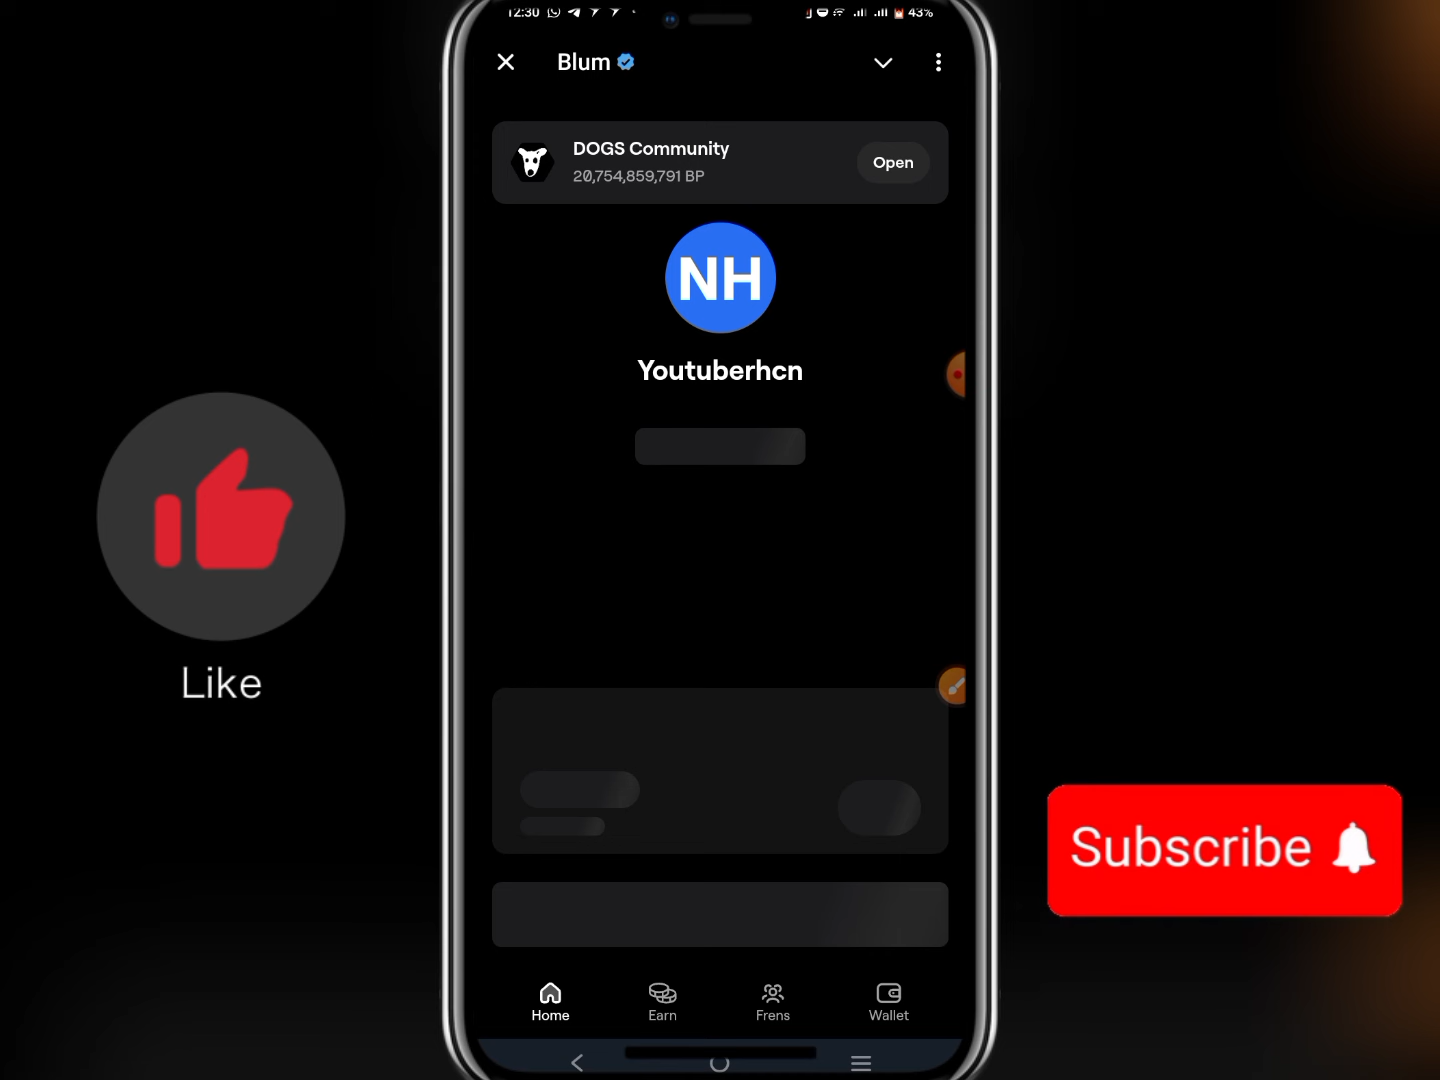 12:30
43%
Blum
DOGS Community
20,754,859,791 BP
Open
NH
Youtuberhcn
Like
Subscribe
Home
Earn
Frens
Wallet